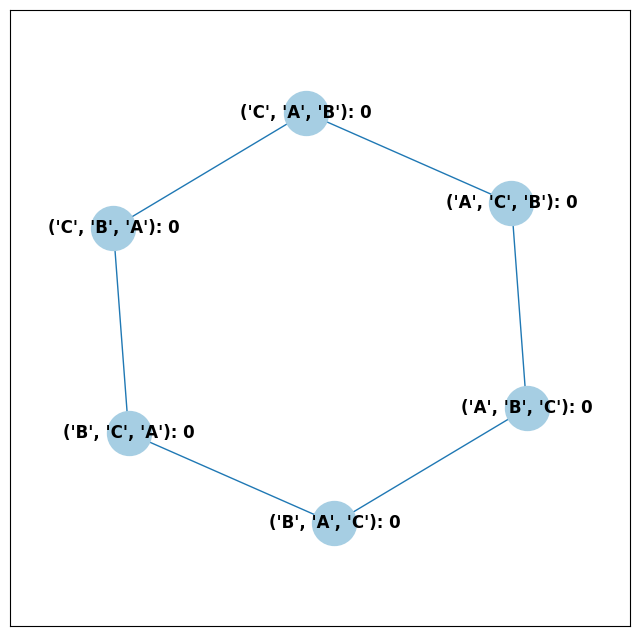 ('C', 'A', 'B'): 0
('A', 'C', 'B'): 0
('C', 'B', 'A'): 0
('A', 'B', 'C'): 0
('B', 'C', 'A'): 0
('B', 'A', 'C'): 0